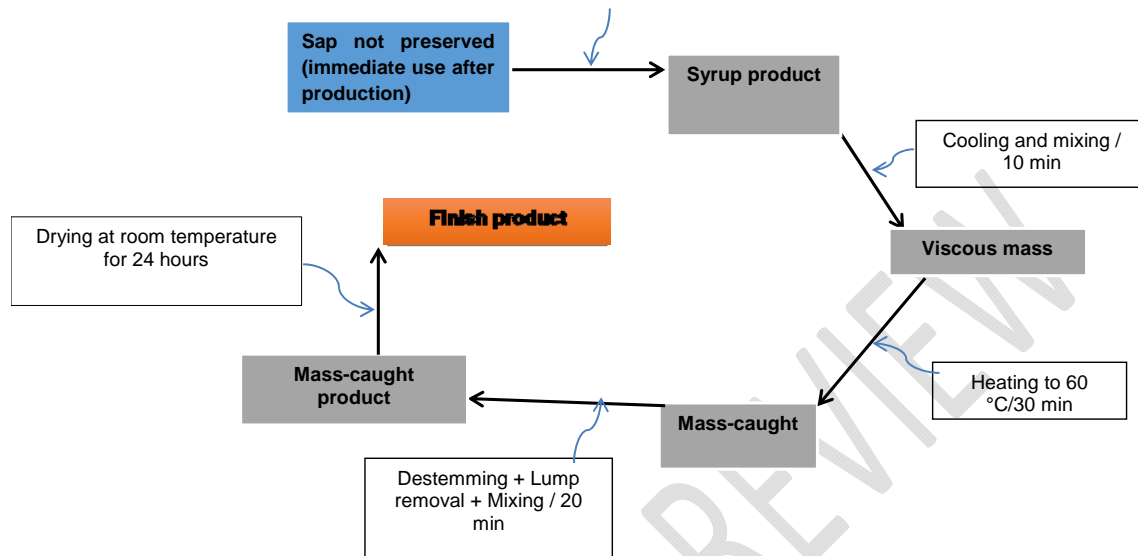 Sap not preserved
(immediate use after
production)
Syrup product
Cooling and mixing /
10 min
Viscous mass
Heating to 60
°C/30 min
Mass-caught
Destemming + Lump
removal + Mixing / 20
min
Mass-caught
product
Drying at room temperature
for 24 hours
Finish product
REVIEW